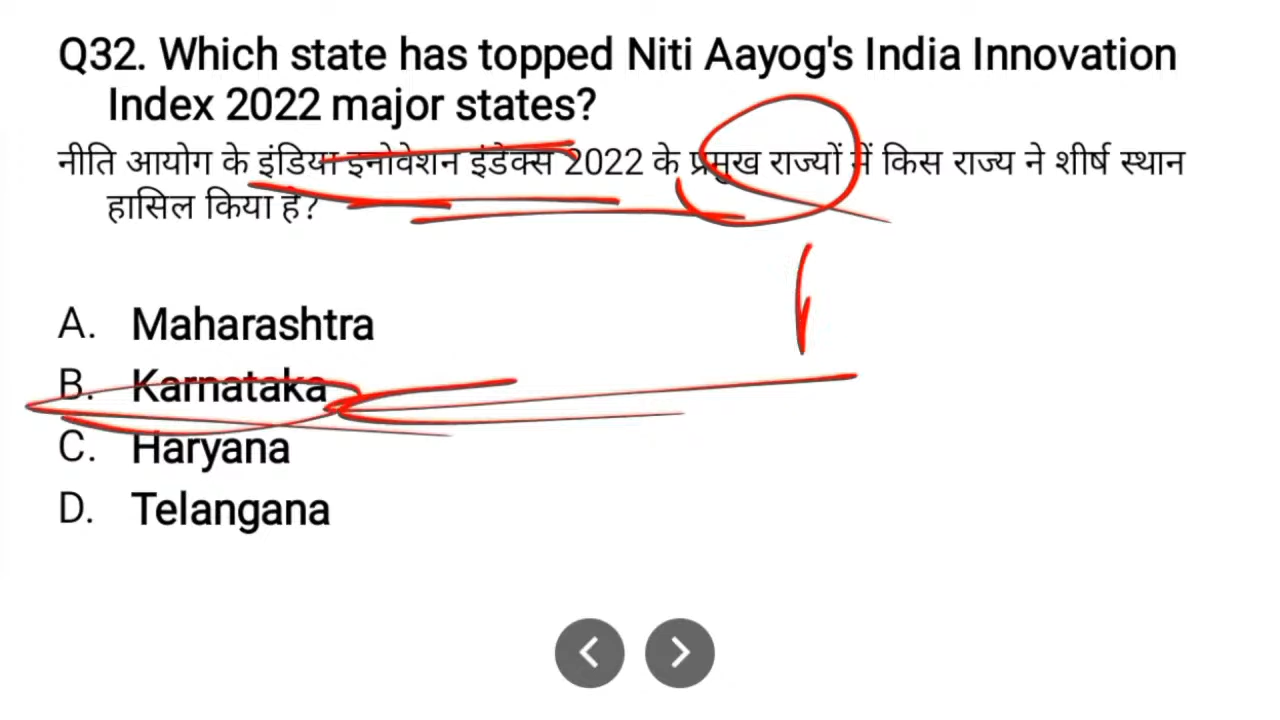 Q32. Which state has topped Niti Aayog's India Innovation
Index 2022 major states?
नीति आयोग के इंडिया इनोवेशन इंडेक्स 2022 के प्रमुख राज्यों में किस राज्य ने शीर्ष स्थान
हासिल किया है?
A. Maharashtra
B. Karnataka
C. Haryana
D. Telangana